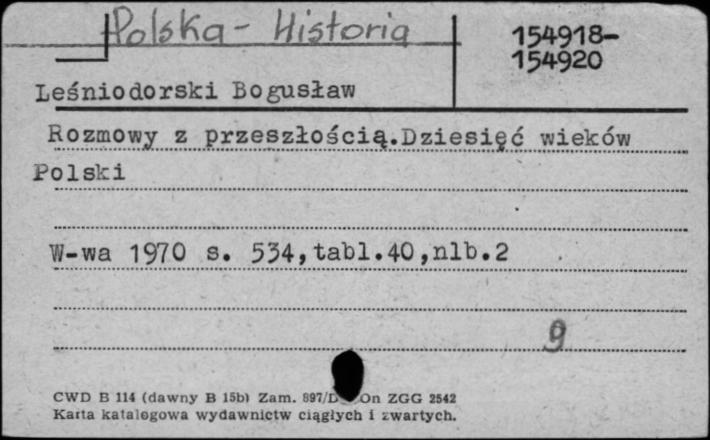 Polska - Historia
154918-
154920
Leśniodorski Bogusław
Rozmowy z przeszłością.Dziesięć wieków
Polski
W-wa 1970 s. 534,tabl.40,nlb.2
9
CWD B 114 (dawny B 15b) Zam. 897/D On ZGG 2542
Karta katalogowa wydawnictw ciągłych i zwartych.